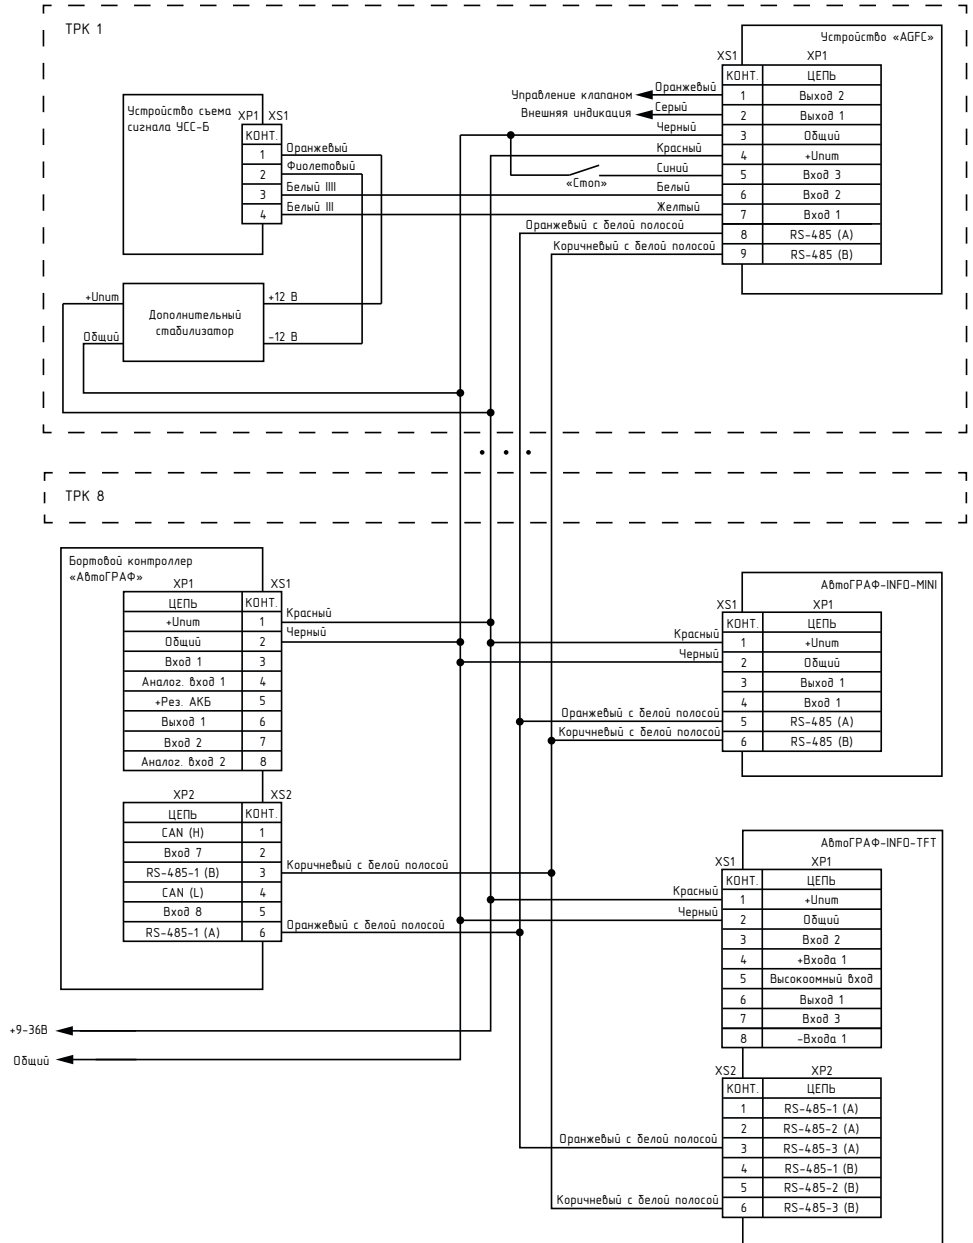 ТРК 1
Устройство «AGFC»
XS1 XP1
КОНТ. ЦЕПЬ
Управление клапаном Оранжевый 1 Выход 2
Внешняя индикация Серый 2 Выход 1
Черный 3 Общий
Красный 4 +Uпит
«Стоп» Синий 5 Вход 3
Белый 6 Вход 2
Желтый 7 Вход 1
Оранжевый с белой полосой 8 RS-485 (A)
Коричневый с белой полосой 9 RS-485 (B)
Устройство съема
сигнала УСС-Б
XP1 XS1
КОНТ.
1 Оранжевый
2 Фиолетовый
3 Белый IIII
4 Белый III
+Uпит +12 В
Дополнительный
стабилизатор
Общий -12 В
ТРК 8
Бортовой контроллер
«АвтоГРАФ»
XP1 XS1
ЦЕПЬ КОНТ.
+Uпит 1 Красный
Общий 2 Черный
Вход 1 3
Аналог. вход 1 4
+Рез. АКБ 5
Выход 1 6
Вход 2 7
Аналог. вход 2 8
XP2 XS2
ЦЕПЬ КОНТ.
CAN (H) 1
Вход 7 2
RS-485-1 (B) 3 Коричневый с белой полосой
CAN (L) 4
Вход 8 5
RS-485-1 (A) 6 Оранжевый с белой полосой
+9-36В
Общий
АвтоГРАФ-INFO-MINI
XS1 XP1
КОНТ. ЦЕПЬ
Красный 1 +Uпит
Черный 2 Общий
3 Выход 1
4 Вход 1
Оранжевый с белой полосой 5 RS-485 (A)
Коричневый с белой полосой 6 RS-485 (B)
АвтоГРАФ-INFO-TFT
XS1 XP1
КОНТ. ЦЕПЬ
Красный 1 +Uпит
Черный 2 Общий
3 Вход 2
4 +Входа 1
5 Высокоомный вход
6 Выход 1
7 Вход 3
8 -Входа 1
XS2 XP2
КОНТ. ЦЕПЬ
1 RS-485-1 (A)
2 RS-485-2 (A)
Оранжевый с белой полосой 3 RS-485-3 (A)
4 RS-485-1 (B)
5 RS-485-2 (B)
Коричневый с белой полосой 6 RS-485-3 (B)